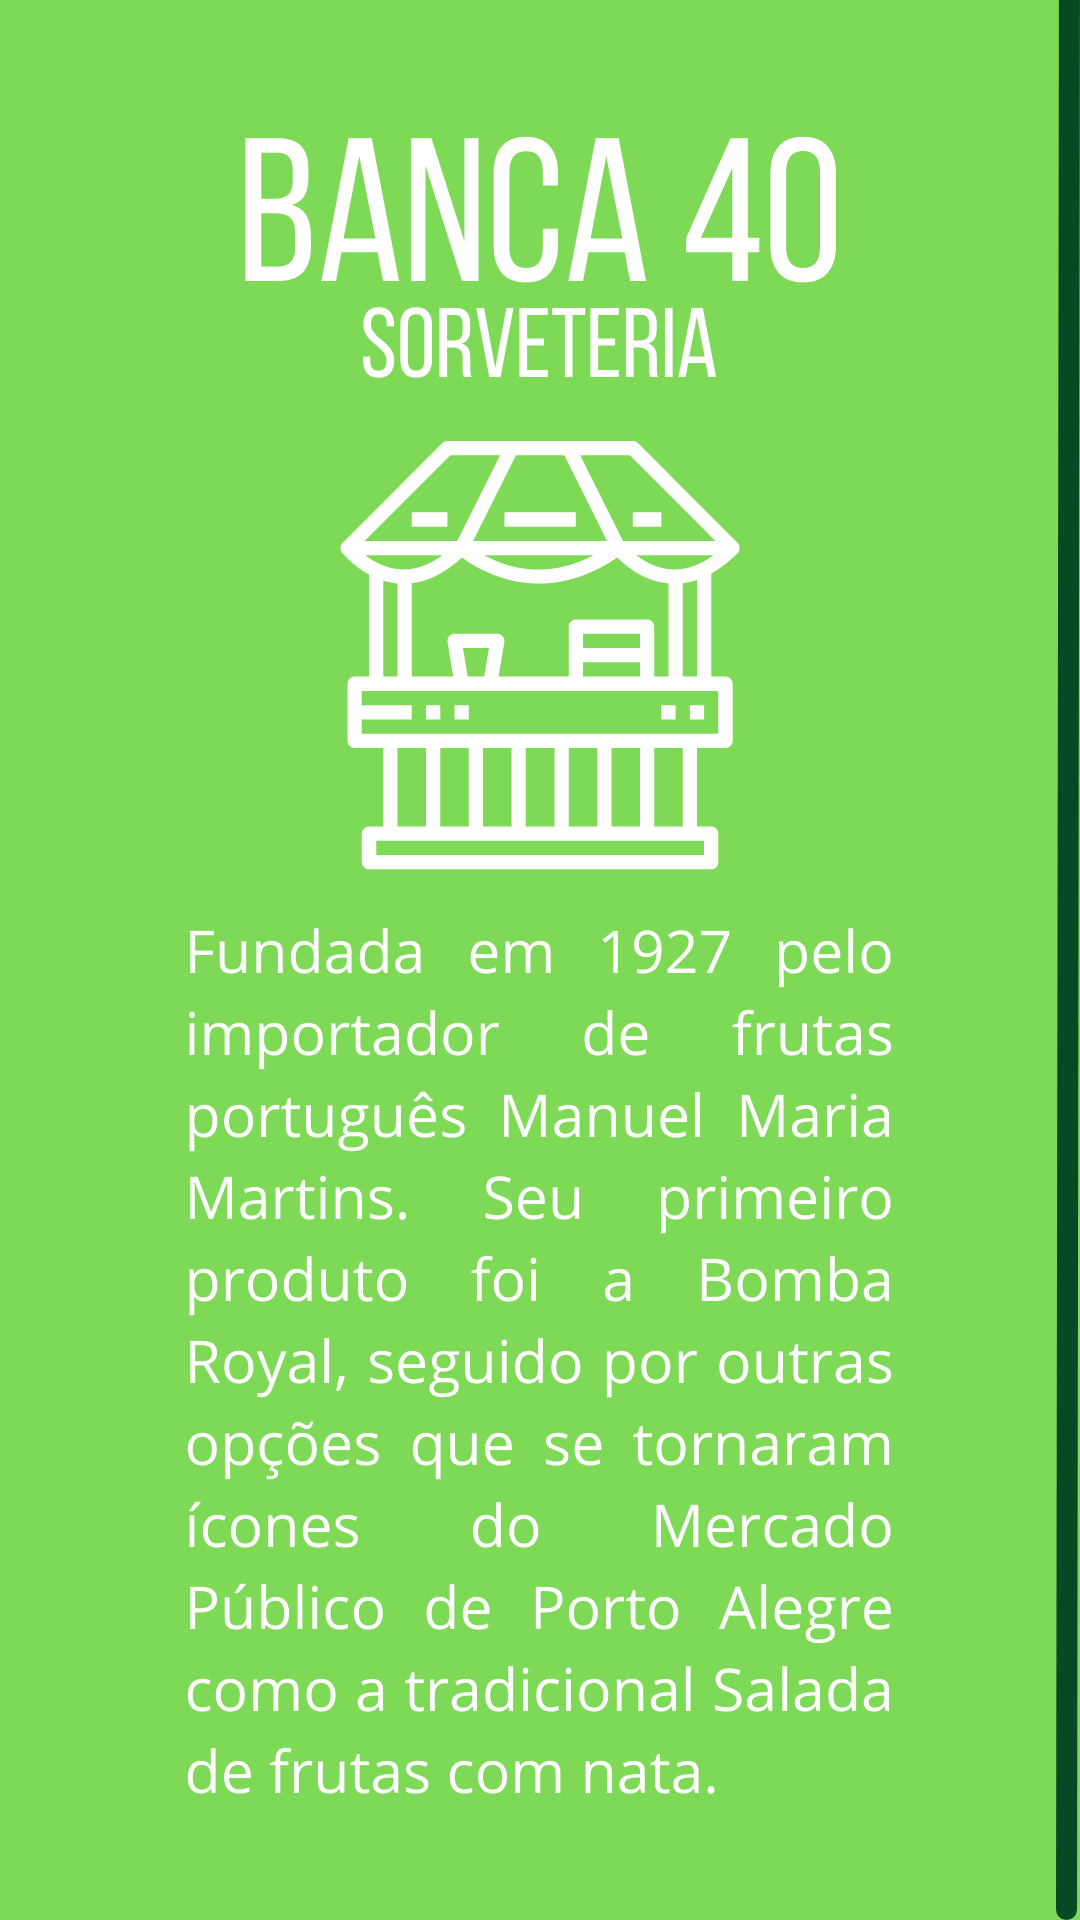 BANCA 40
SORVETERIA
Fundada em 1927 pelo
importador de frutas
português Manuel Maria
Martins. Seu primeiro
produto foi a Bomba
Royal, seguido por outras
opções que se tornaram
ícones do Mercado
Público de Porto Alegre
como a tradicional Salada
de frutas com nata.